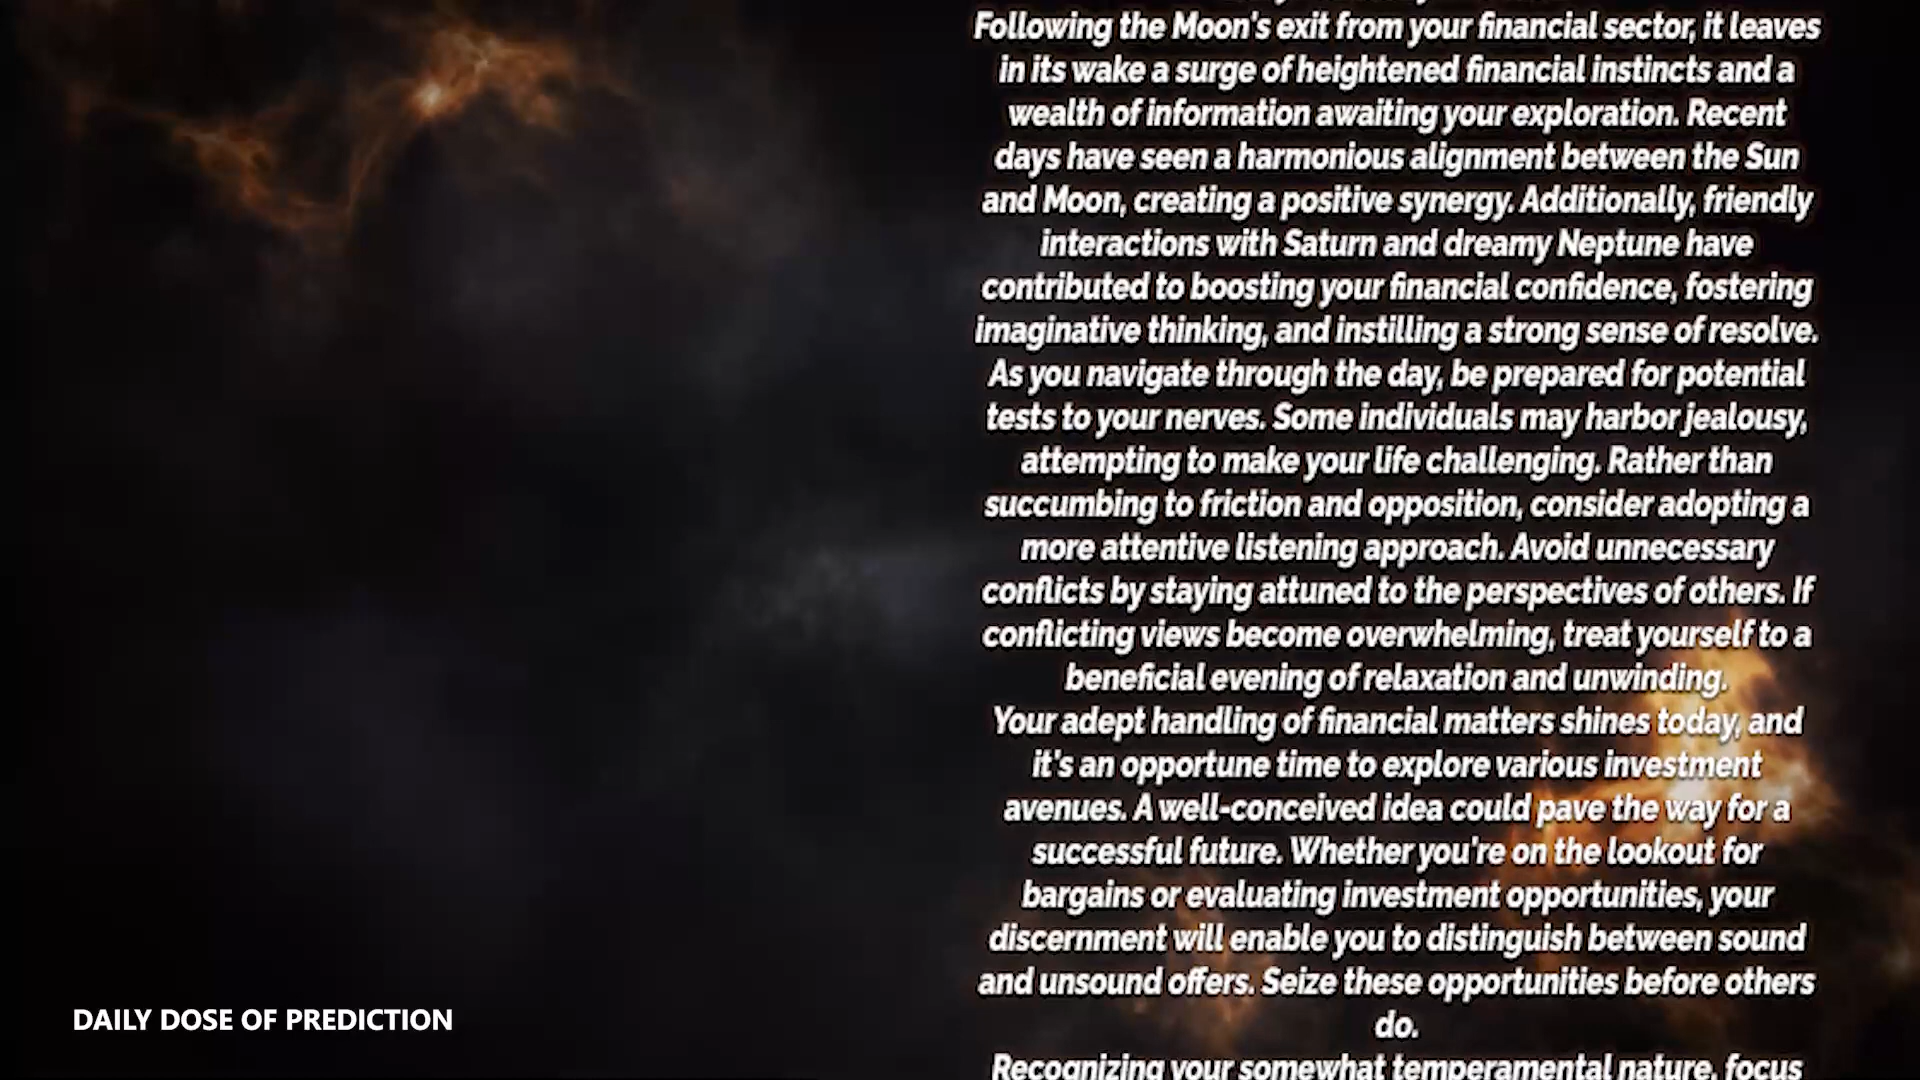 Following the Moon's exit from your financial sector, it leaves
in its wake a surge of heightened financial instincts and a
wealth of information awaiting your exploration. Recent
days have seen a harmonious alignment between the Sun
and Moon, creating a positive synergy. Additionally, friendly
interactions with Saturn and dreamy Neptune have
contributed to boosting your financial confidence, fostering
imaginative thinking, and instilling a strong sense of resolve.
As you navigate through the day, be prepared for potential
tests to your nerves. Some individuals may harbor jealousy,
attempting to make your life challenging. Rather than
succumbing to friction and opposition, consider adopting a
more attentive listening approach. Avoid unnecessary
conflicts by staying attuned to the perspectives of others. If
conflicting views become overwhelming, treat yourself to a
beneficial evening of relaxation and unwinding.
Your adept handling of financial matters shines today, and
it's an opportune time to explore various investment
avenues. A well-conceived idea could pave the way for a
successful future. Whether you're on the lookout for
bargains or evaluating investment opportunities, your
discernment will enable you to distinguish between sound
and unsound offers. Seize these opportunities before others
do.
Recognizing your somewhat temperamental nature, focus
DAILY DOSE OF PREDICTION